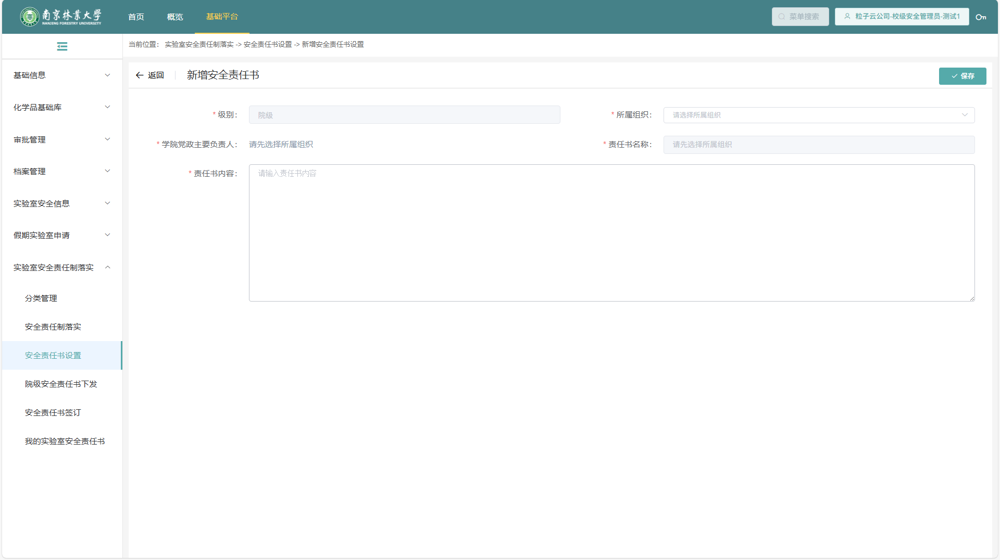 南京林業大學
NANJING FORESTRY UNIVERSITY
首页
概览
基础平台
菜单搜索
粒子云公司-校级安全管理员-测试1
当前位置： 实验室安全责任制落实 -> 安全责任书设置 -> 新增安全责任书设置
基础信息
化学品基础库
审批管理
档案管理
实验室安全信息
假期实验室申请
实验室安全责任制落实
分类管理
安全责任制落实
安全责任书设置
院级安全责任书下发
安全责任书签订
我的实验室安全责任书
返回
新增安全责任书
保存
* 级别：
院级
* 所属组织：
请选择所属组织
* 学院党政主要负责人：
请先选择所属组织
* 责任书名称：
请先选择所属组织
* 责任书内容：
请输入责任书内容